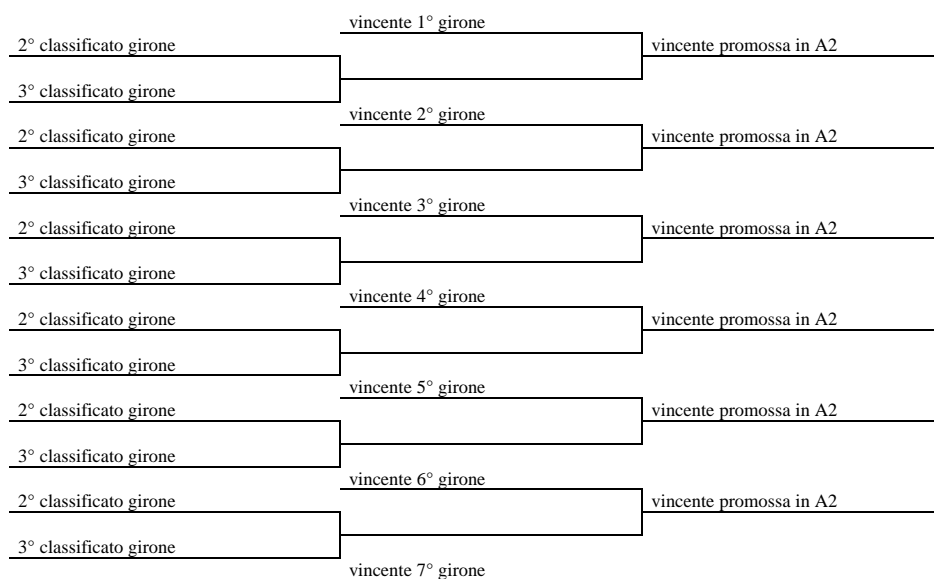 vincente 1° girone
2° classificato girone
vincente promossa in A2
3° classificato girone
vincente 2° girone
2° classificato girone
vincente promossa in A2
3° classificato girone
vincente 3° girone
2° classificato girone
vincente promossa in A2
3° classificato girone
vincente 4° girone
2° classificato girone
vincente promossa in A2
3° classificato girone
vincente 5° girone
2° classificato girone
vincente promossa in A2
3° classificato girone
vincente 6° girone
2° classificato girone
vincente promossa in A2
3° classificato girone
vincente 7° girone